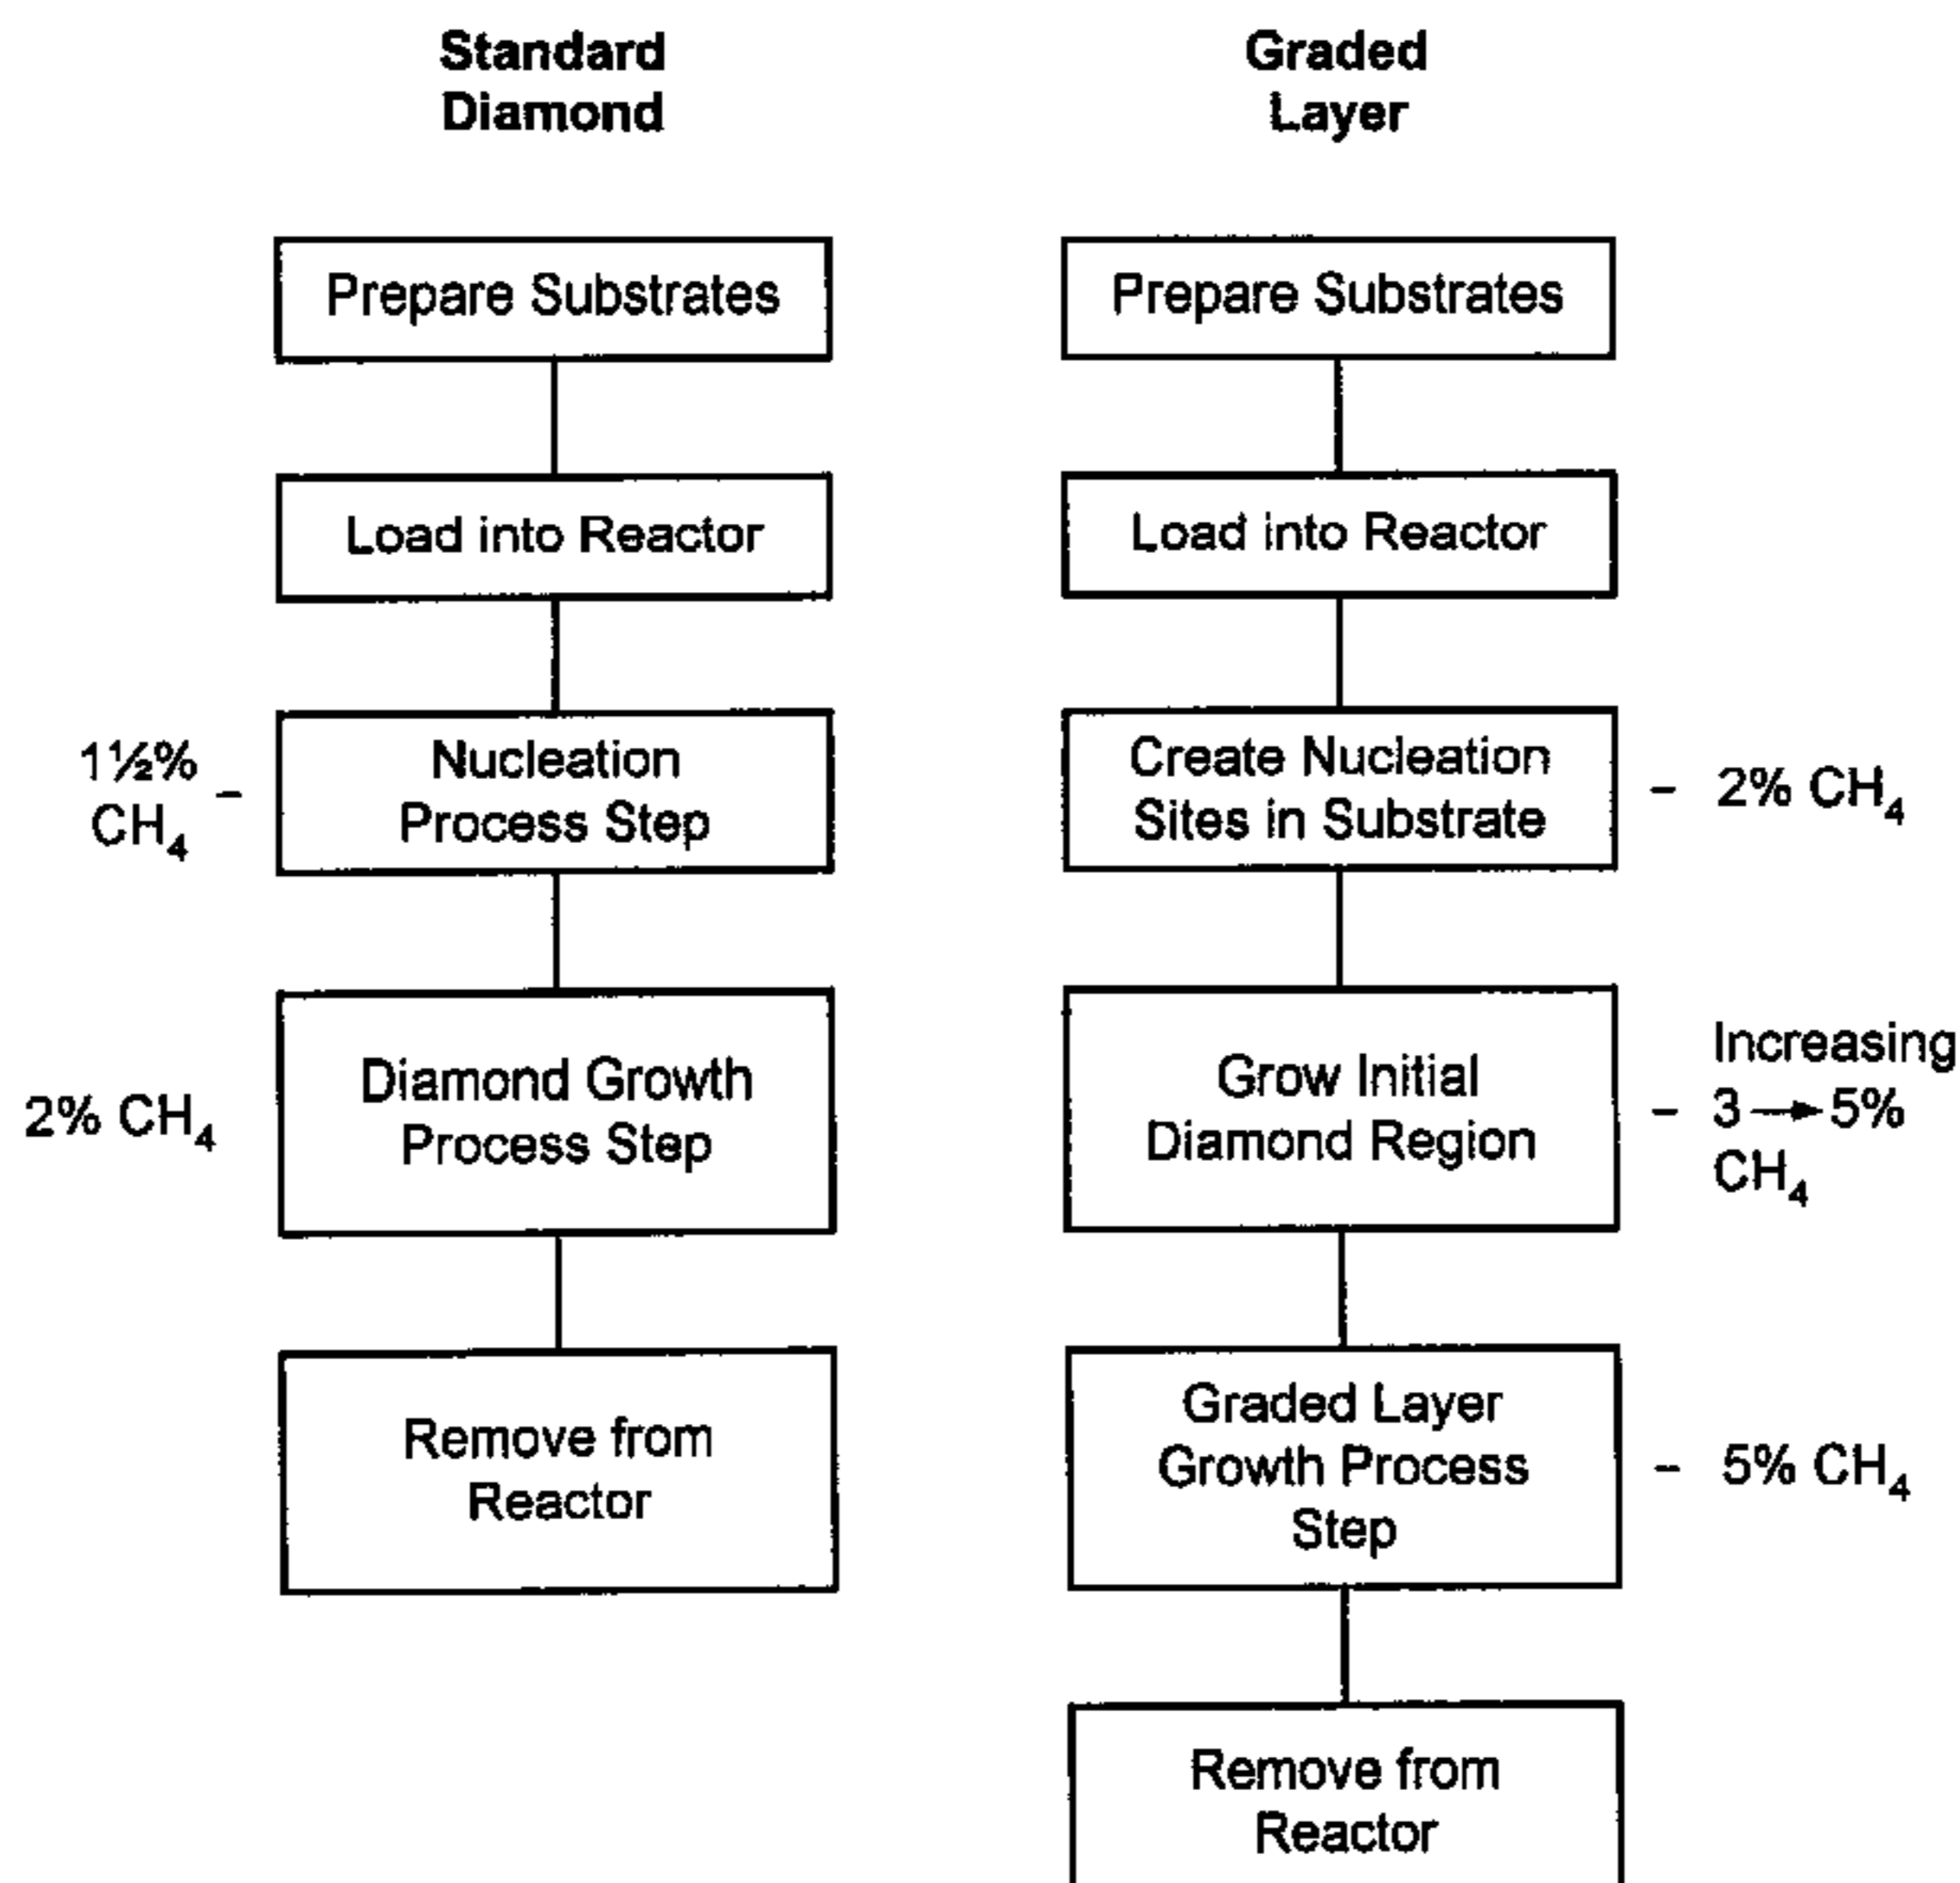 Standard
Diamond
Prepare Substrates
Load into Reactor
1½%
CH₄ -
Nucleation
Process Step
2% CH₄
Diamond Growth
Process Step
Remove from
Reactor
Graded
Layer
Prepare Substrates
Load into Reactor
Create Nucleation
Sites in Substrate
- 2% CH₄
Grow Initial
Diamond Region
Increasing
- 3 → 5%
CH₄
Graded Layer
Growth Process
Step
- 5% CH₄
Remove from
Reactor